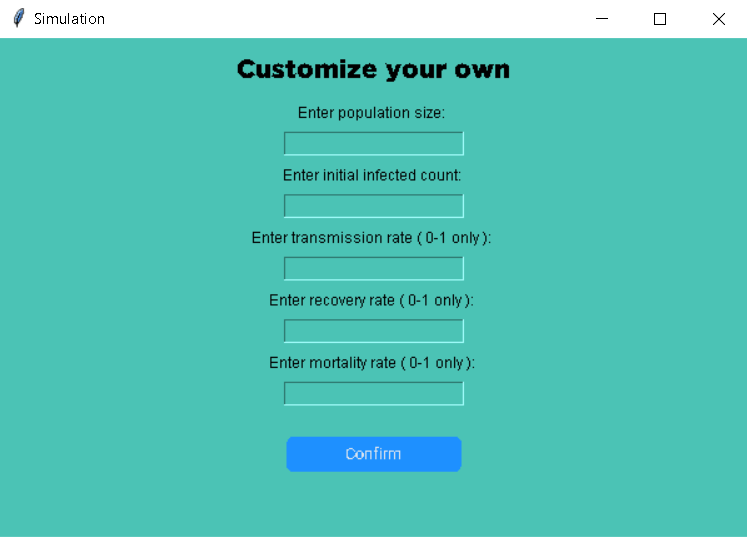 Simulation
Customize your own
Enter population size:
Enter initial infected count:
Enter transmission rate ( 0-1 only ):
Enter recovery rate ( 0-1 only ):
Enter mortality rate ( 0-1 only ):
Confirm